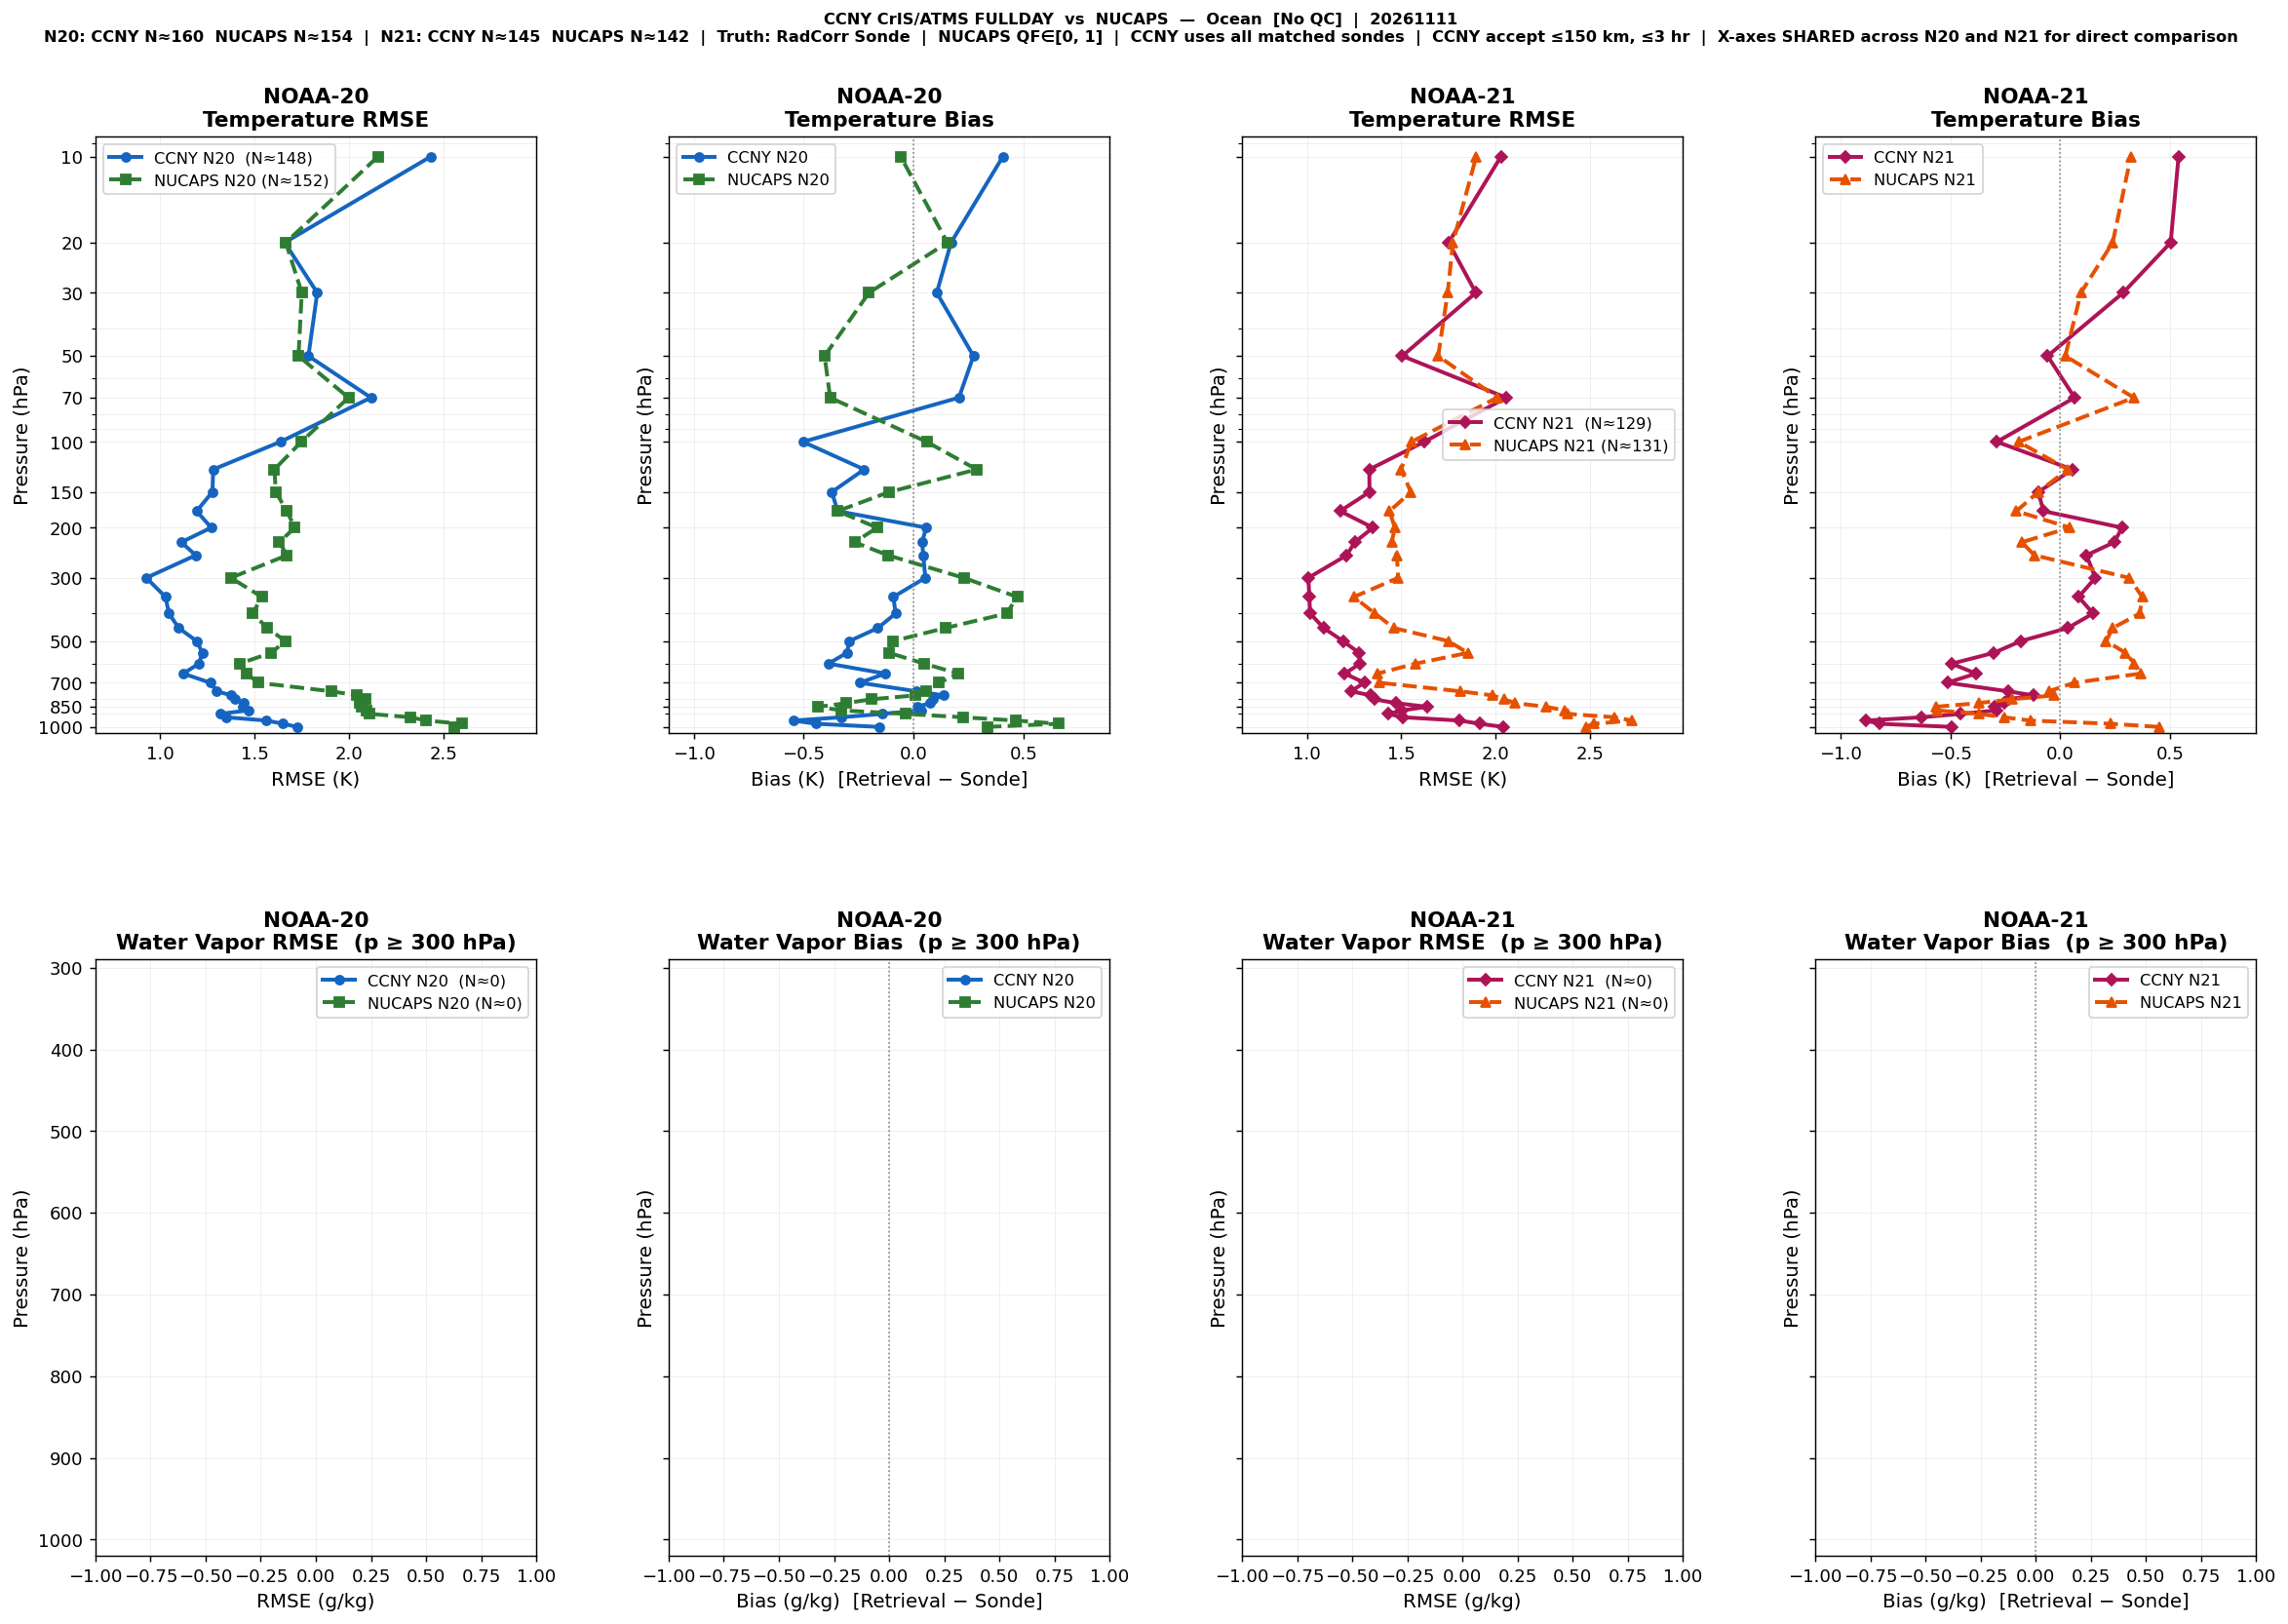 CCNY CrIS/ATMS FULLDAY  vs  NUCAPS  —  Ocean  [No QC]  |  20261111
N20: CCNY N≈160  NUCAPS N≈154  |  N21: CCNY N≈145  NUCAPS N≈142  |  Truth: RadCorr Sonde  |  NUCAPS QF∈[0, 1]  |  CCNY uses all matched sondes  |  CCNY accept ≤150 km, ≤3 hr  |  X-axes SHARED across N20 and N21 for direct comparison
NOAA-20
Temperature RMSE
CCNY N20  (N≈148)
NUCAPS N20 (N≈152)
Pressure (hPa)
10
20
30
50
70
100
150
200
300
500
700
850
1000
1.0 1.5 2.0 2.5
RMSE (K)
NOAA-20
Temperature Bias
CCNY N20
NUCAPS N20
Pressure (hPa)
−1.0 −0.5 0.0 0.5
Bias (K)  [Retrieval − Sonde]
NOAA-21
Temperature RMSE
CCNY N21  (N≈129)
NUCAPS N21 (N≈131)
Pressure (hPa)
1.0 1.5 2.0 2.5
RMSE (K)
NOAA-21
Temperature Bias
CCNY N21
NUCAPS N21
Pressure (hPa)
−1.0 −0.5 0.0 0.5
Bias (K)  [Retrieval − Sonde]
NOAA-20
Water Vapor RMSE  (p ≥ 300 hPa)
CCNY N20  (N≈0)
NUCAPS N20 (N≈0)
Pressure (hPa)
300
400
500
600
700
800
900
1000
−1.00 −0.75 −0.50 −0.25 0.00 0.25 0.50 0.75 1.00
RMSE (g/kg)
NOAA-20
Water Vapor Bias  (p ≥ 300 hPa)
CCNY N20
NUCAPS N20
Pressure (hPa)
−1.00 −0.75 −0.50 −0.25 0.00 0.25 0.50 0.75 1.00
Bias (g/kg)  [Retrieval − Sonde]
NOAA-21
Water Vapor RMSE  (p ≥ 300 hPa)
CCNY N21  (N≈0)
NUCAPS N21 (N≈0)
Pressure (hPa)
−1.00 −0.75 −0.50 −0.25 0.00 0.25 0.50 0.75 1.00
RMSE (g/kg)
NOAA-21
Water Vapor Bias  (p ≥ 300 hPa)
CCNY N21
NUCAPS N21
Pressure (hPa)
−1.00 −0.75 −0.50 −0.25 0.00 0.25 0.50 0.75 1.00
Bias (g/kg)  [Retrieval − Sonde]